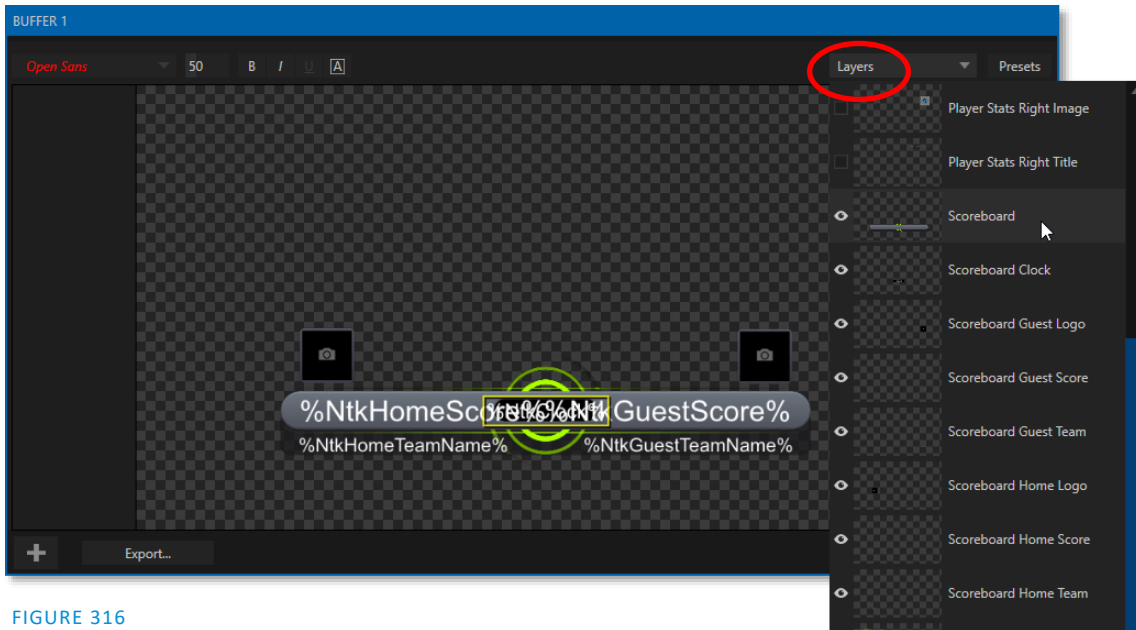 BUFFER 1
Open Sans 50 B I U A Layers Presets
Player Stats Right Image
Player Stats Right Title
Scoreboard
Scoreboard Clock
Scoreboard Guest Logo
Scoreboard Guest Score
%NtkHomeScore% %NtkGuestScore%
Scoreboard Guest Team
%NtkHomeTeamName% %NtkGuestTeamName%
Scoreboard Home Logo
Scoreboard Home Score
Export...
Scoreboard Home Team
FIGURE 316